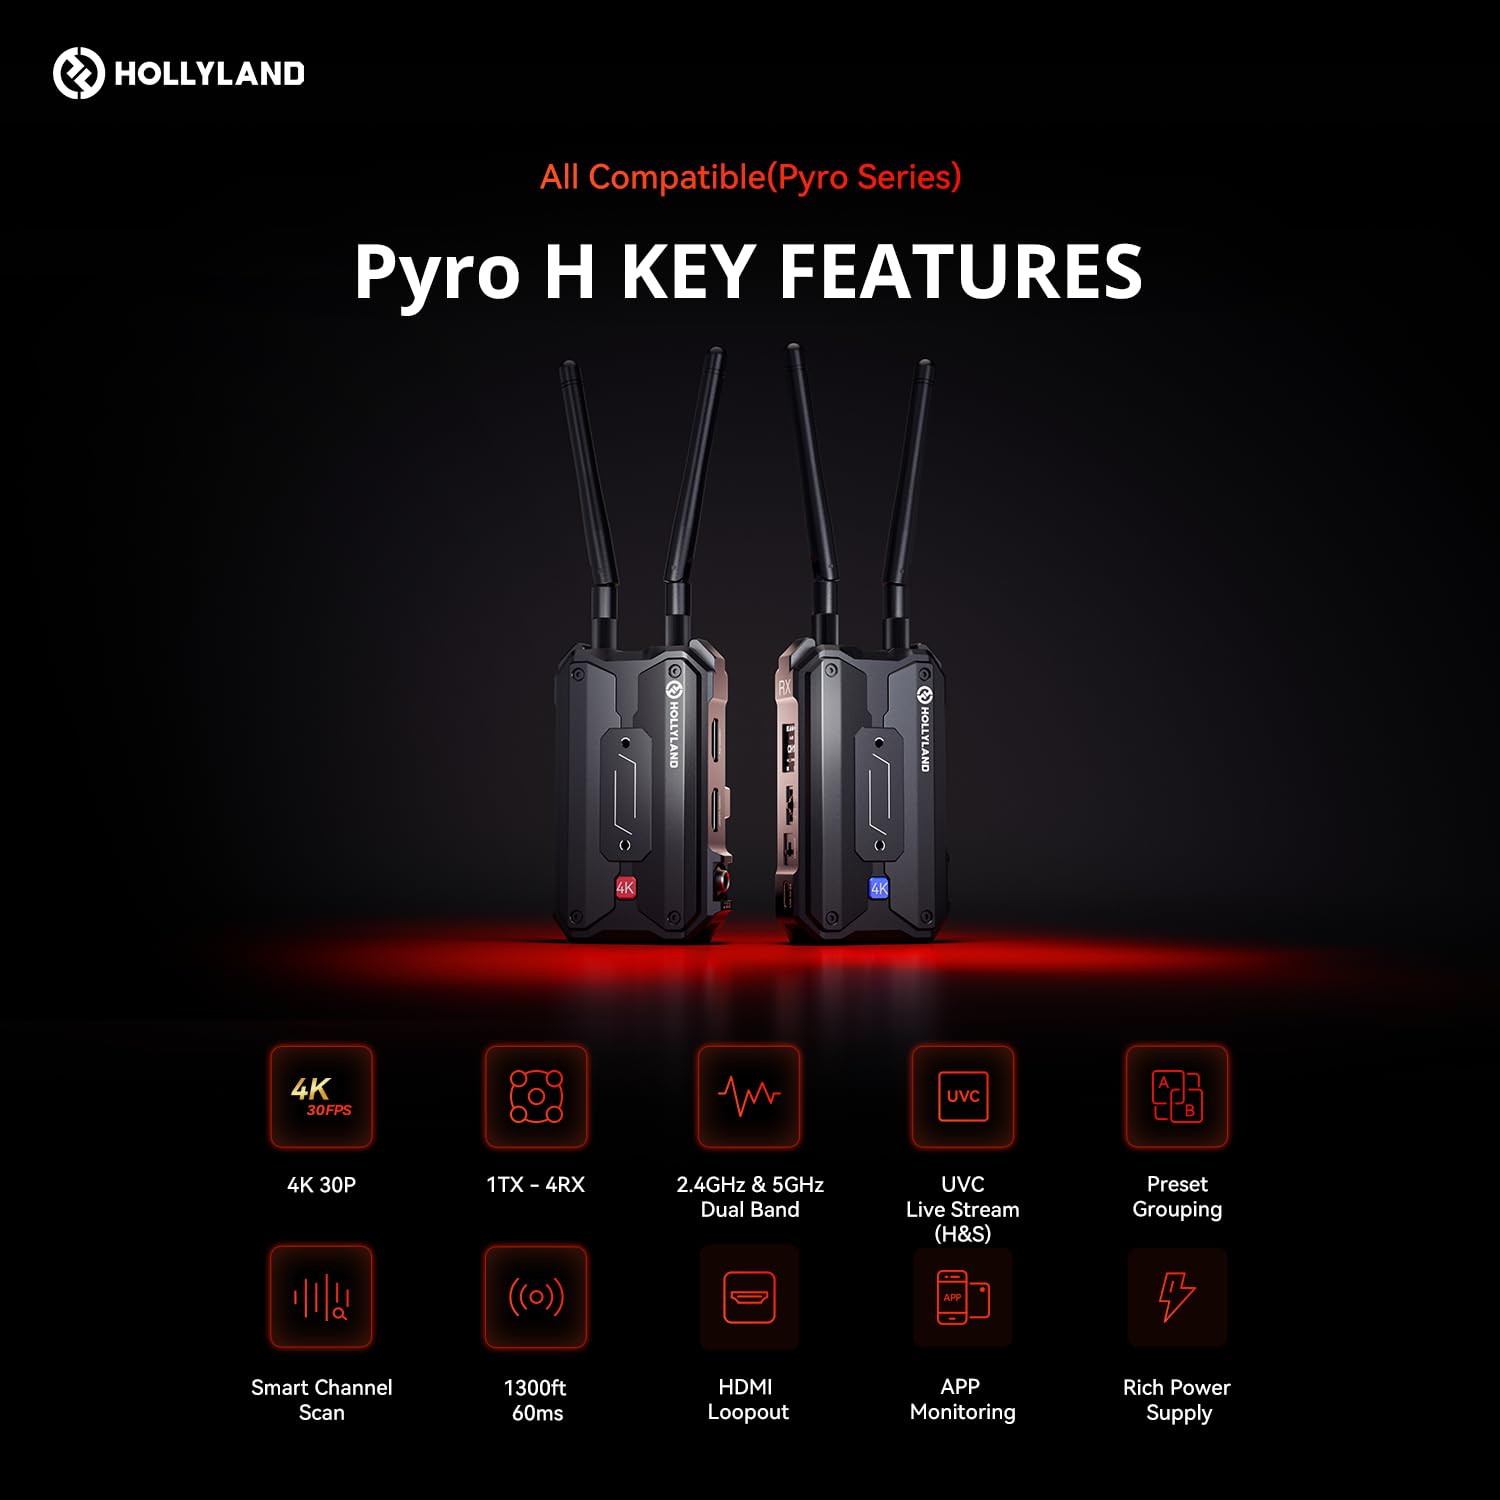 HOLLYLAND
All Compatible(Pyro Series)
Pyro H KEY FEATURES
HOLLYLAND
4K
RX
HOLLYLAND
4K
4K
30FPS
4K 30P
1TX - 4RX
2.4GHz & 5GHz
Dual Band
UVC
UVC
Live Stream
(H&S)
A
B
Preset
Grouping
Smart Channel
Scan
1300ft
60ms
HDMI
Loopout
APP
APP
Monitoring
Rich Power
Supply